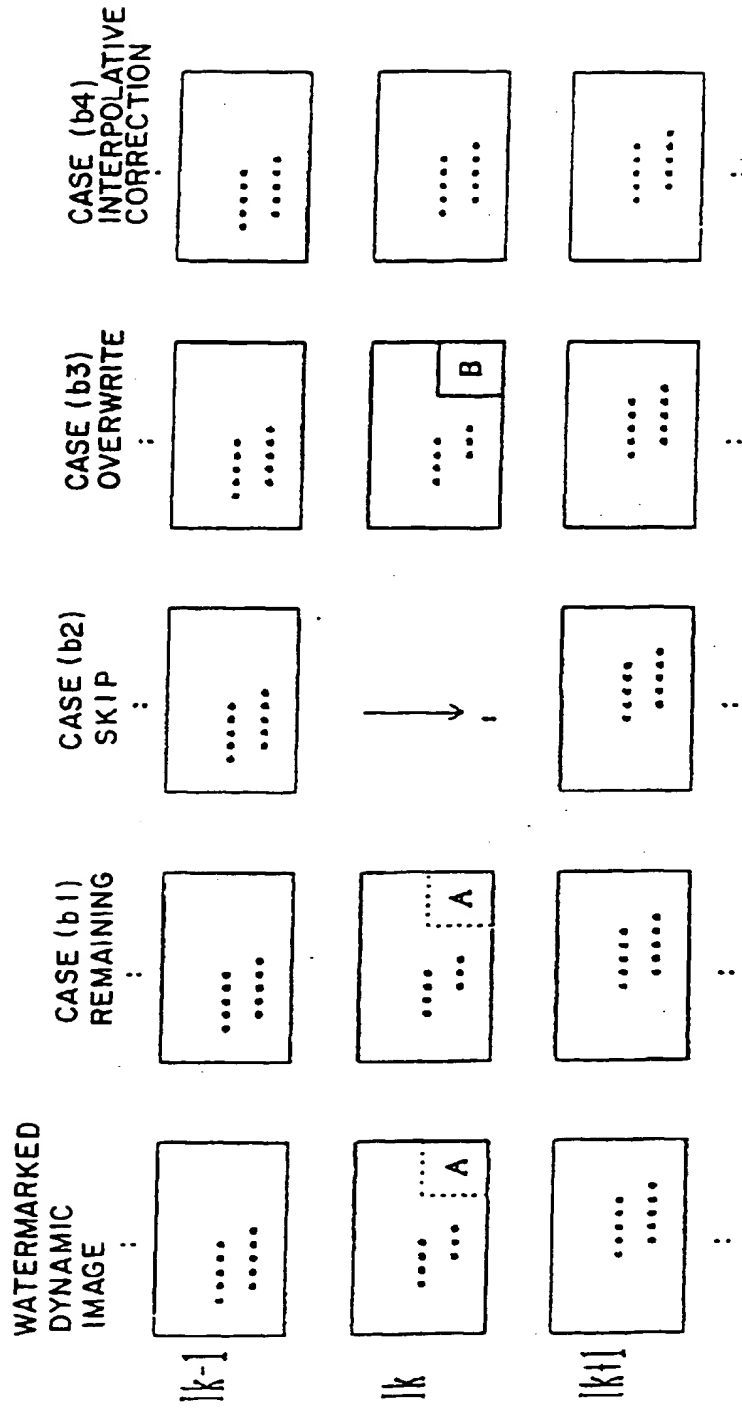 WATERMARKED
DYNAMIC
IMAGE
CASE (b1)
REMAINING
CASE (b2)
SKIP
CASE (b3)
OVERWRITE
CASE (b4)
INTERPOLATIVE
CORRECTION
Ik-1
Ik
A
A
B
Ik+1